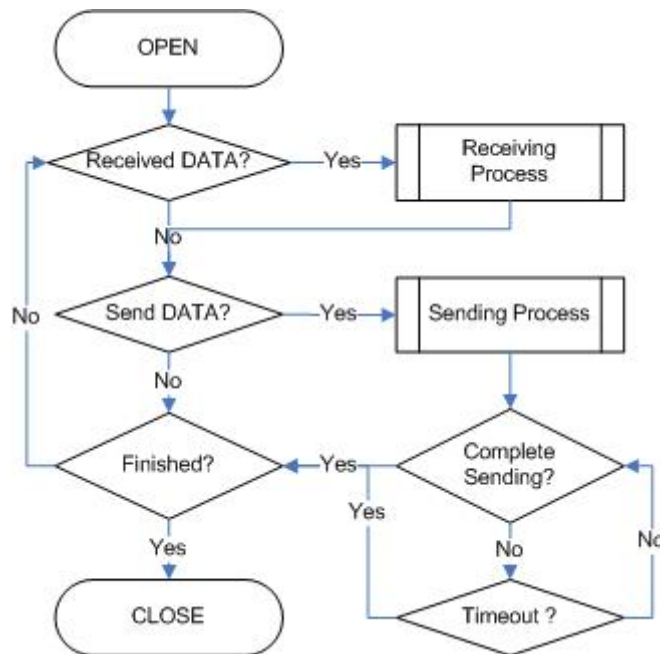 OPEN
Received DATA?
Yes
Receiving
Process
No
Send DATA?
Yes
Sending Process
No
No
Finished?
Yes
Complete
Sending?
Yes
No
No
Yes
CLOSE
Timeout ?